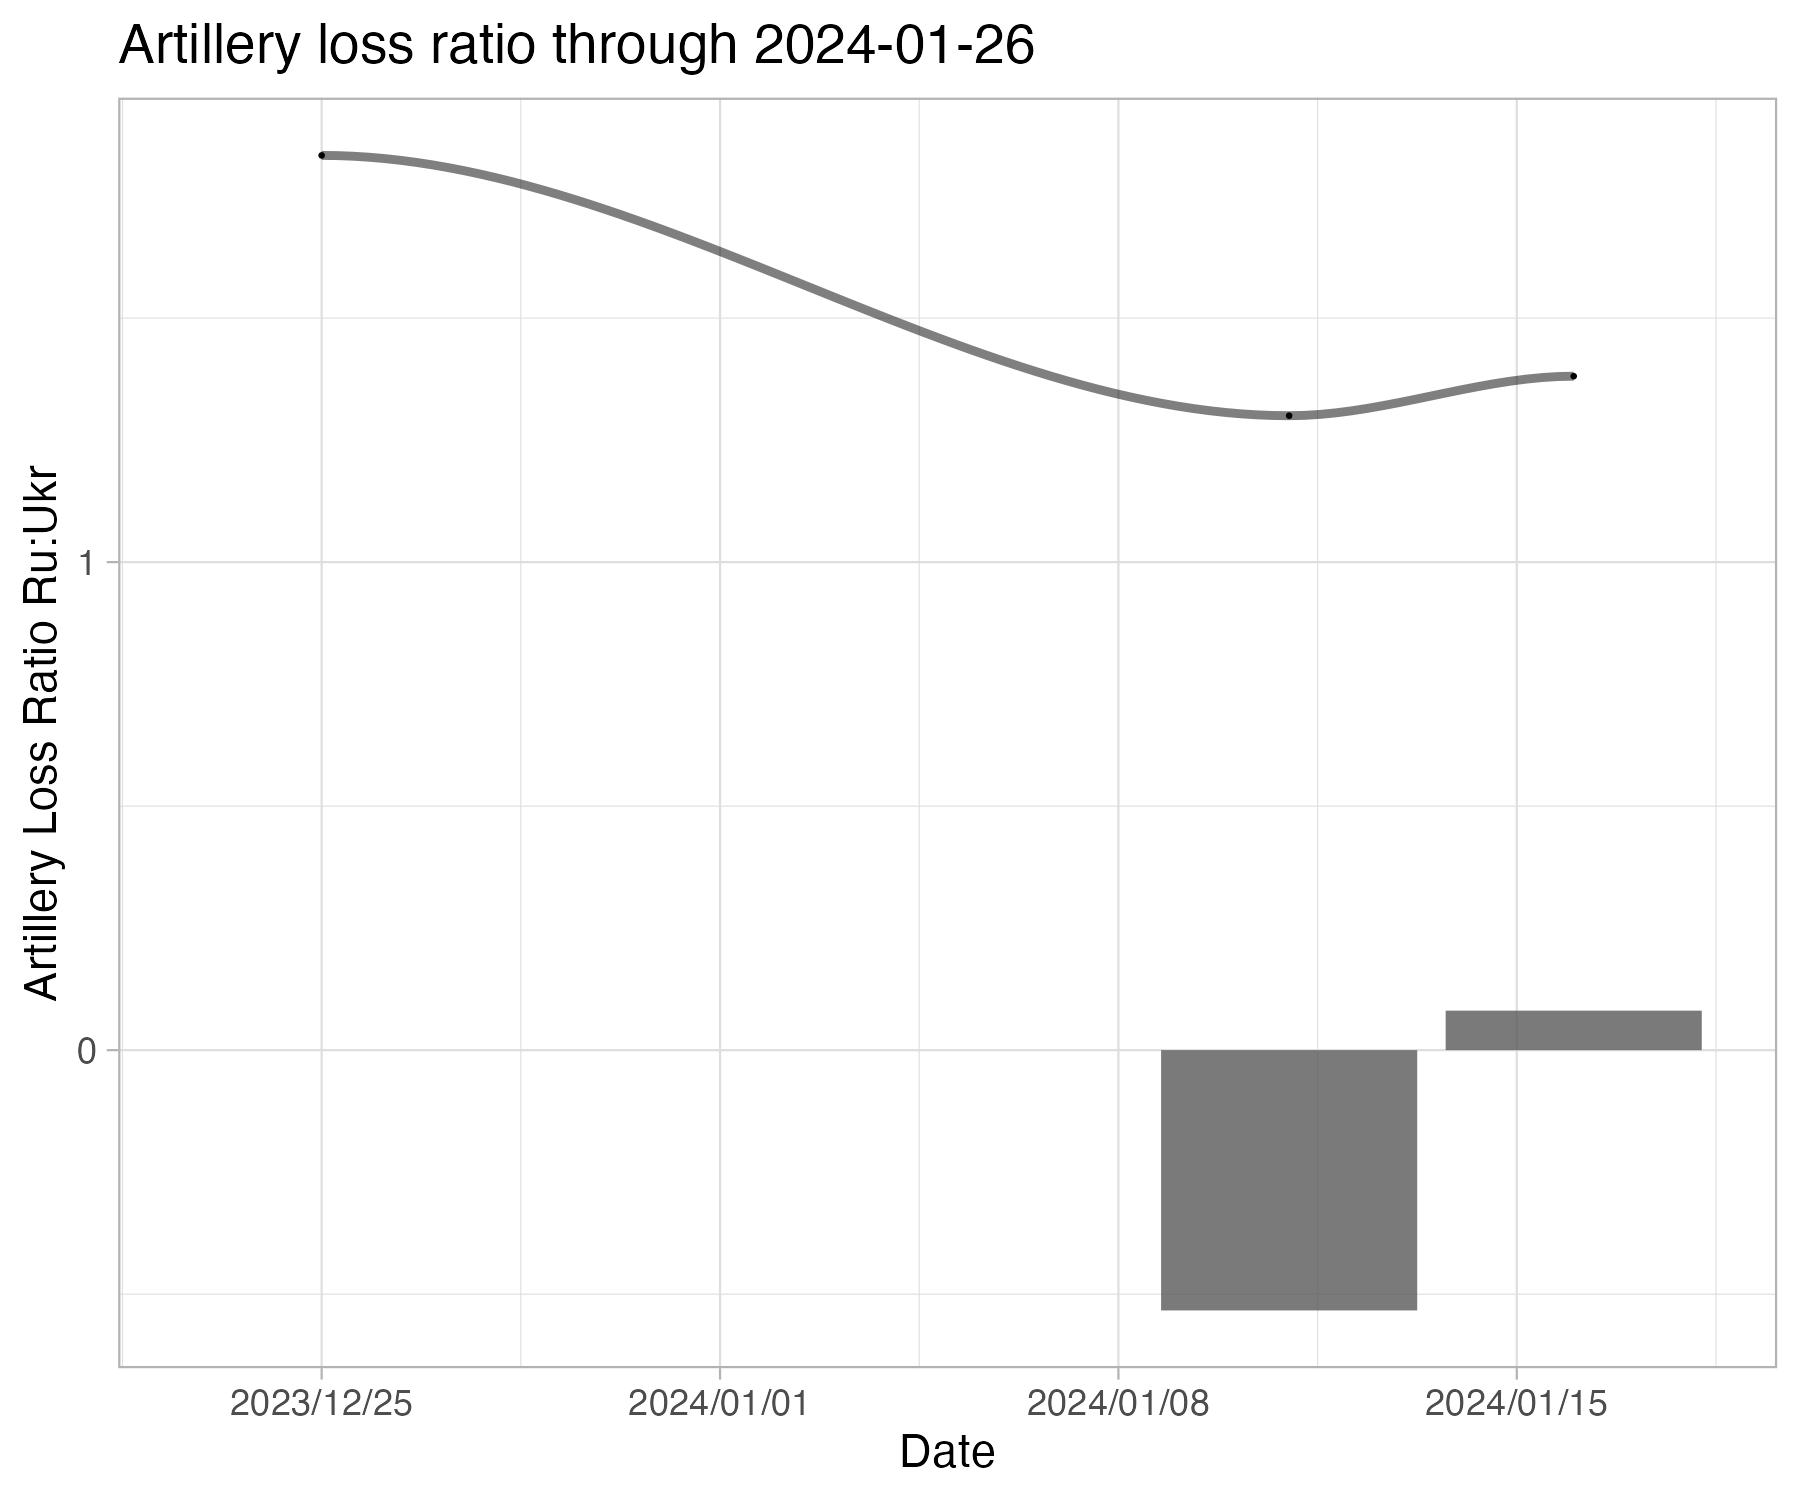 Artillery loss ratio through 2024-01-26
Artillery Loss Ratio Ru:Ukr
1
0
2023/12/25
2024/01/01
2024/01/08
2024/01/15
Date